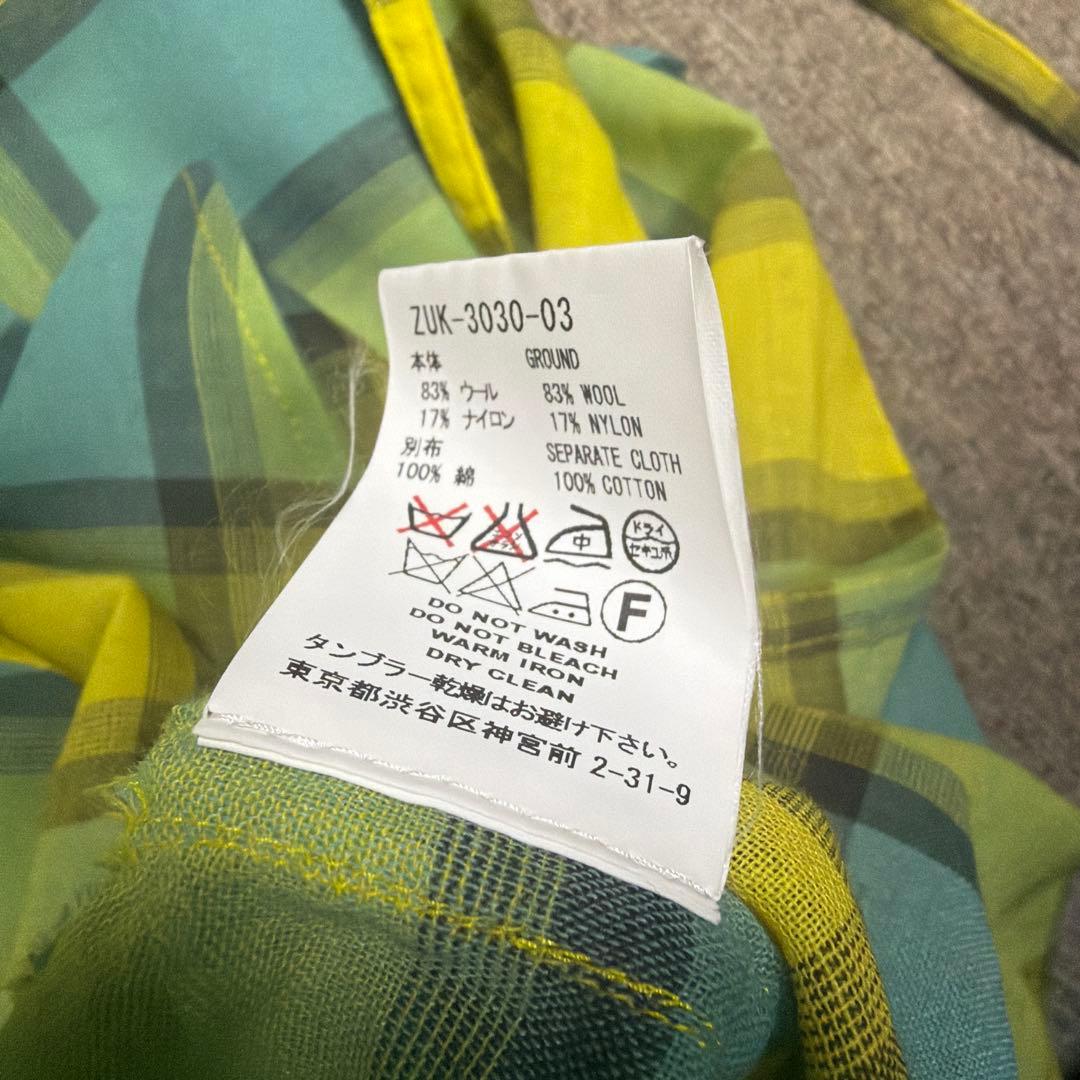 ZUK-3030-03
本体 GROUND
83% ウール 83% WOOL
17% ナイロン 17% NYLON
別布 SEPARATE CLOTH
100% 綿 100% COTTON
中 ドライ
セキユ系
F
DO NOT WASH
DO NOT BLEACH
WARM IRON
DRY CLEAN
タンブラー乾燥はお避け下さい。
東京都渋谷区神宮前 2-31-9